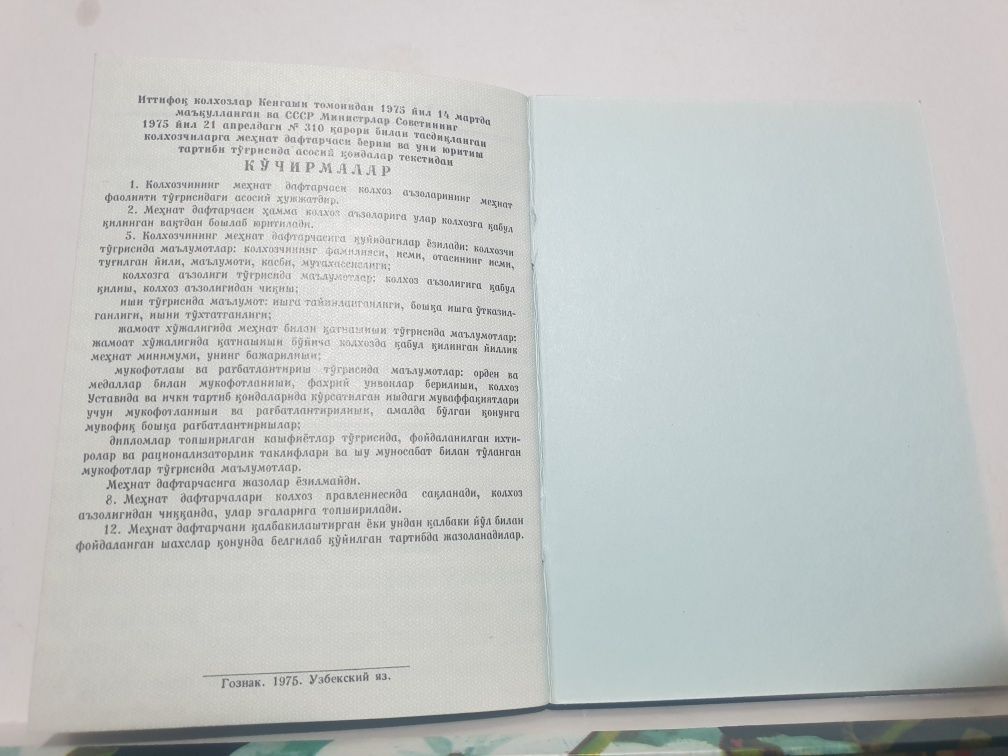 Иттифоқ колхозлар Кенгаши томонидан 1975 йил 14 мартда
маъқулланган ва СССР Министрлар Советининг
1975 йил 21 апрелдаги № 310 қарори билан тасдиқланган
колхозчиларга меҳнат дафтарчаси бериш ва уни юритиш
тартиби тўғрисида асосий қоидалар текстидан
КЎЧИРМАЛАР
1. Колхозчининг меҳнат дафтарчаси колхоз аъзоларининг меҳнат
фаолияти тўғрисидаги асосий ҳужжатдир.
2. Меҳнат дафтарчаси ҳамма колхоз аъзоларига улар колхозга қабул
қилинган вақтдан бошлаб юритилади.
5. Колхозчининг меҳнат дафтарчасига қуйидагилар ёзилади: колхозчи
тўғрисида маълумотлар: колхозчининг фамилияси, исми, отасининг исми,
туғилган йили, маълумоти, касби, мутахассислиги;
колхозга аъзолиги тўғрисида маълумотлар: колхоз аъзолигига қабул
қилиш, колхоз аъзолигидан чиқиш;
иши тўғрисида маълумот: ишга тайинланганлиги, бошқа ишга ўтказил-
ганлиги, ишни тўхтатганлиги;
жамоат хўжалигида меҳнат билан қатнашиши тўғрисида маълумотлар:
жамоат хўжалигида қатнашиши бўйича колхозда қабул қилинган йиллик
меҳнат минимуми, унинг бажарилиши;
мукофотлаш ва рағбатлантириш тўғрисида маълумотлар: орден ва
медаллар билан мукофотланиши, фахрий унвонлар берилиши, колхоз
Уставида ва ички тартиб қоидаларида кўрсатилган ишдаги муваффақиятлари
учун мукофотланиши ва рағбатлантирилиши, амалда бўлган қонунга
мувофиқ бошқа рағбатлантиришлар;
дипломлар топширилган кашфиётлар тўғрисида, фойдаланилган ихти-
ролар ва рационализаторлик таклифлари ва шу муносабат билан тўланган
мукофотлар тўғрисида маълумотлар.
Меҳнат дафтарчасига жазолар ёзилмайди.
8. Меҳнат дафтарчалари колхоз правлениесида сақланади, колхоз
аъзолигидан чиққанда, улар эгаларига топширилади.
12. Меҳнат дафтарчани қалбакилаштирган ёки ундан қалбаки йўл билан
фойдаланган шахслар қонунда белгилаб қўйилган тартибда жазоланадилар.
Гознак. 1975. Узбекский яз.